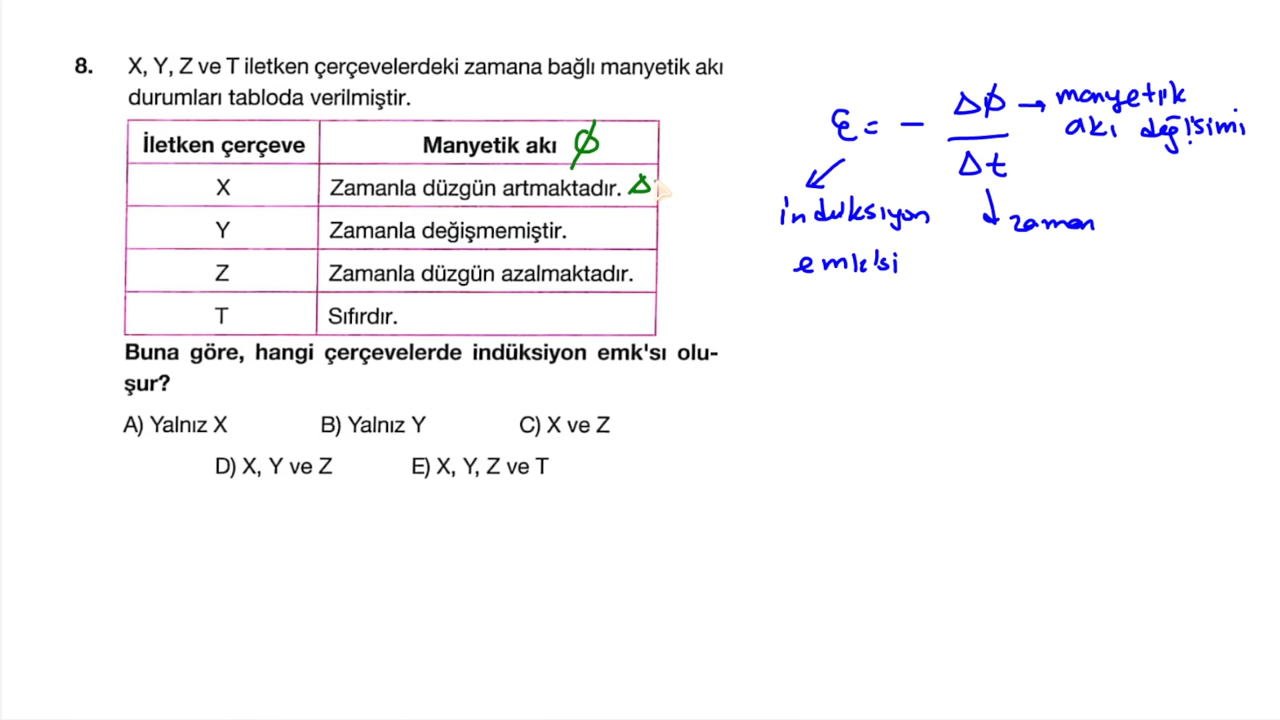 8. X, Y, Z ve T iletken çerçevelerdeki zamana bağlı manyetik akı
durumları tabloda verilmiştir.
İletken çerçeve Manyetik akı ϕ
X Zamanla düzgün artmaktadır. Δ
Y Zamanla değişmemiştir.
Z Zamanla düzgün azalmaktadır.
T Sıfırdır.
Buna göre, hangi çerçevelerde indüksiyon emk'sı olu-
şur?
A) Yalnız X B) Yalnız Y C) X ve Z
D) X, Y ve Z E) X, Y, Z ve T
ε = - Δϕ → manyetik
akı değişimi
Δt
indüksiyon
zaman
emk'si